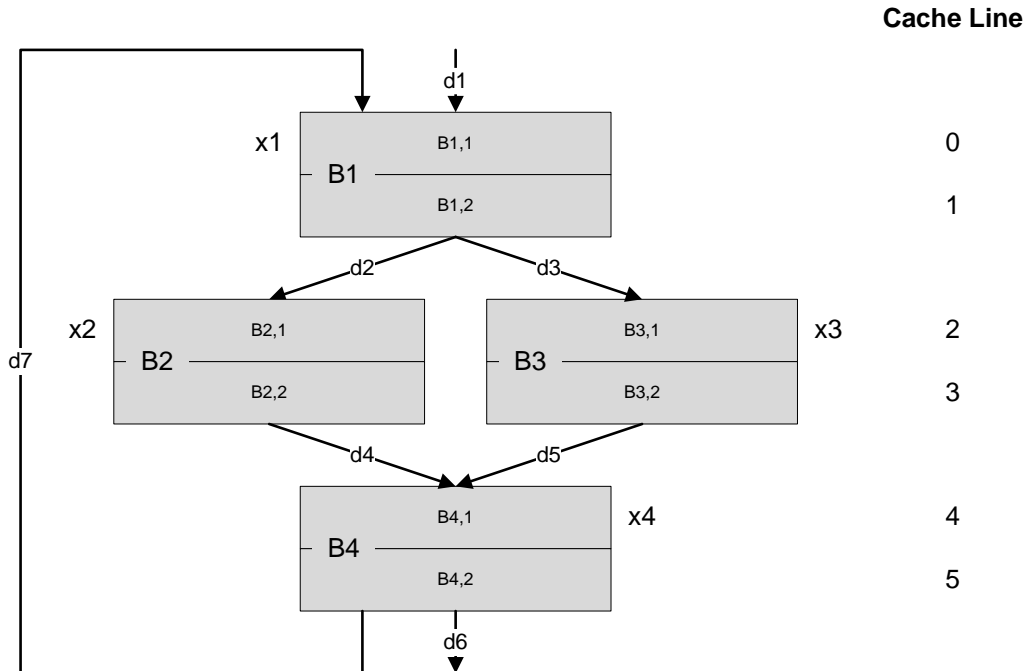 Cache Line
d1
x1
B1,1
0
B1
B1,2
1
d2
d3
x2
B2,1
B3,1
x3
2
d7
B2
B3
B2,2
B3,2
3
d4
d5
B4,1
x4
4
B4
B4,2
5
d6